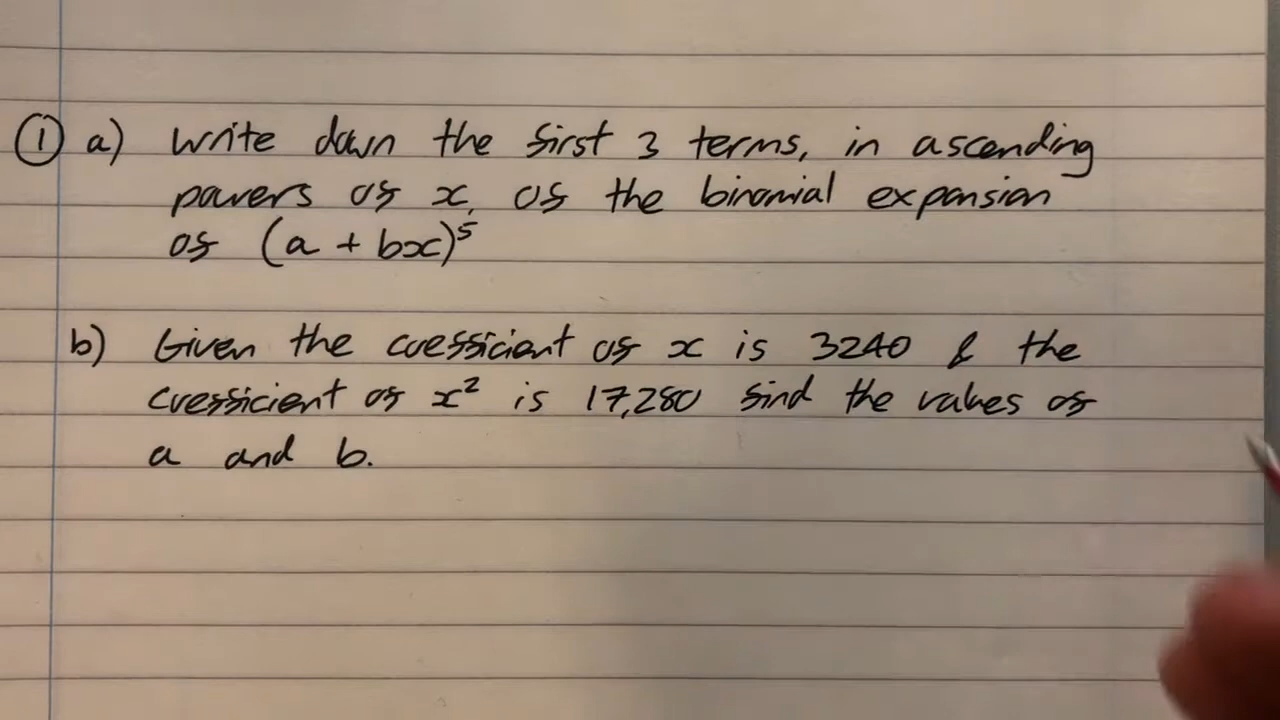 ① a) Write down the first 3 terms, in ascending
powers of x, of the binomial expansion
of (a + bx)⁵
b) Given the coefficient of x is 3240 & the
coefficient of x² is 17,280 find the values of
a and b.